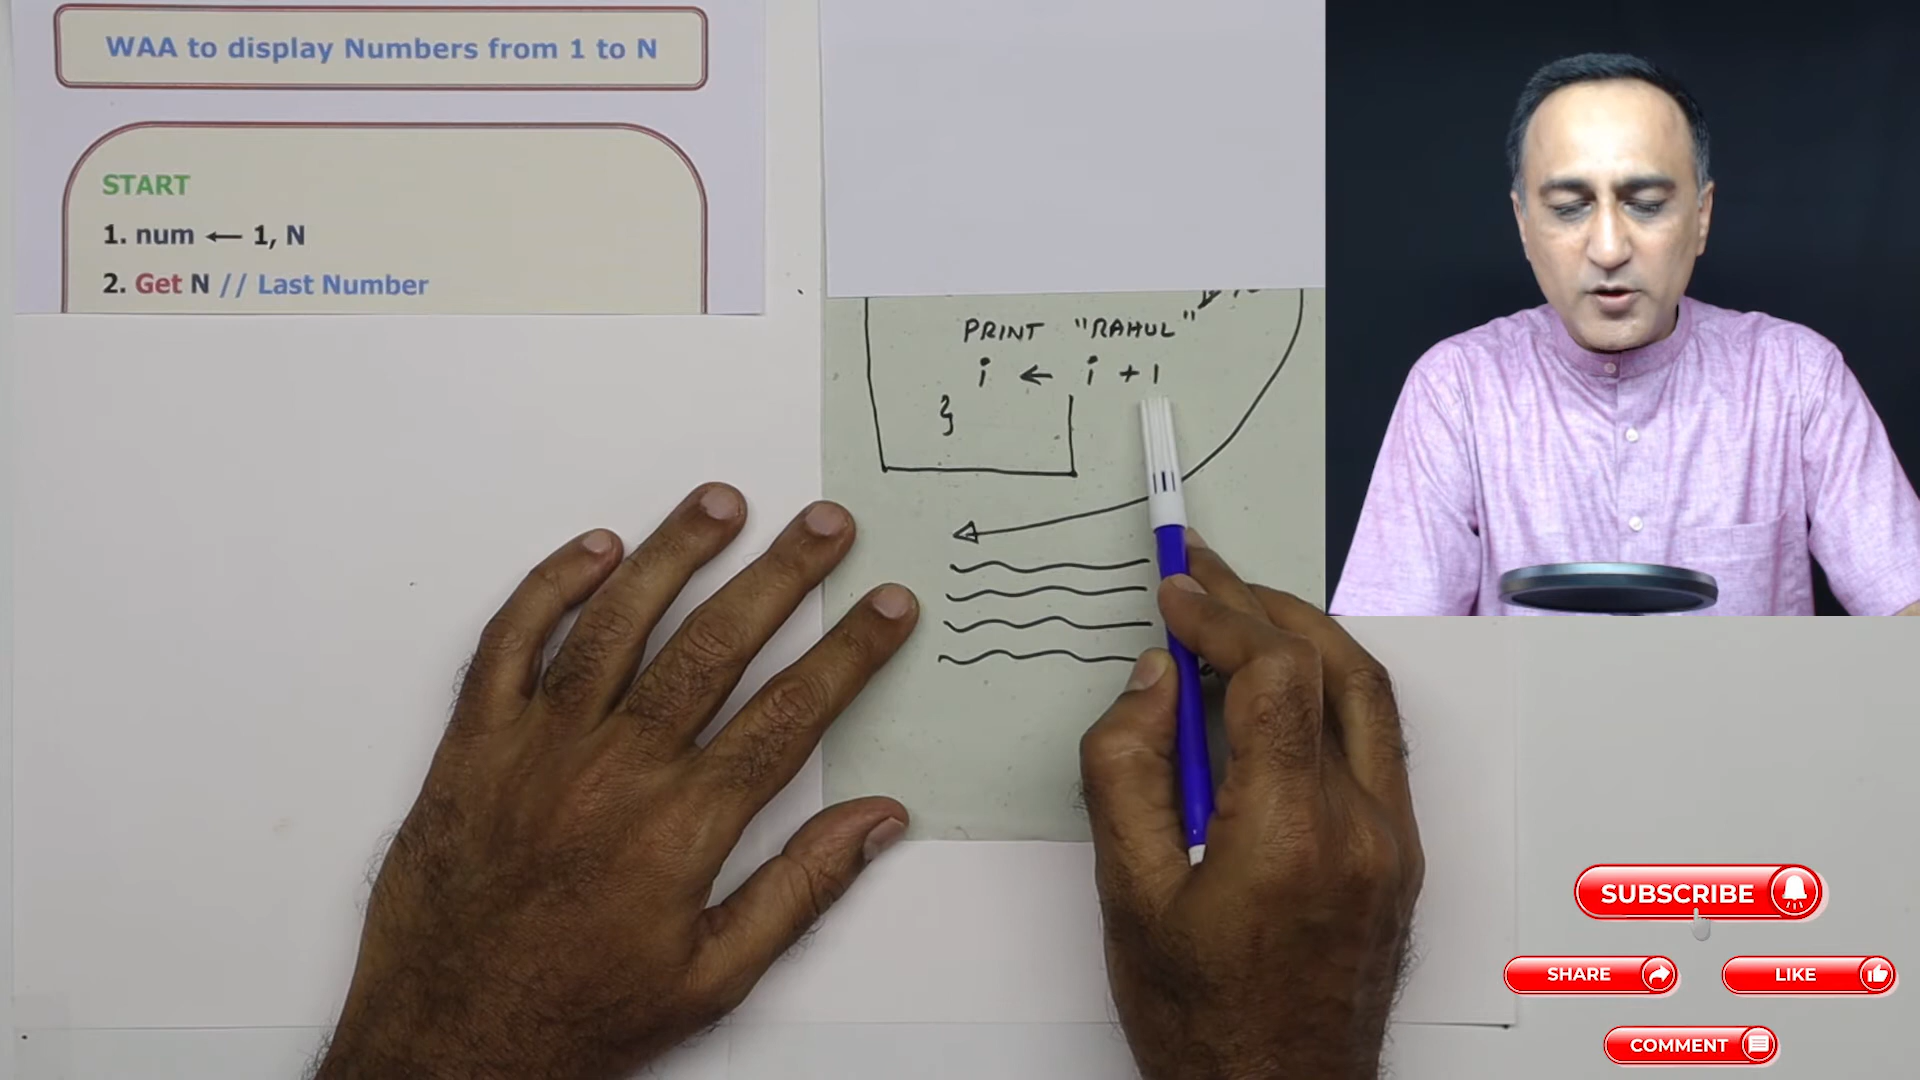 WAA to display Numbers from 1 to N
START
1. num ← 1, N
2. Get N // Last Number
PRINT "RAHUL"
i ← i + 1
}
SUBSCRIBE
SHARE
LIKE
COMMENT